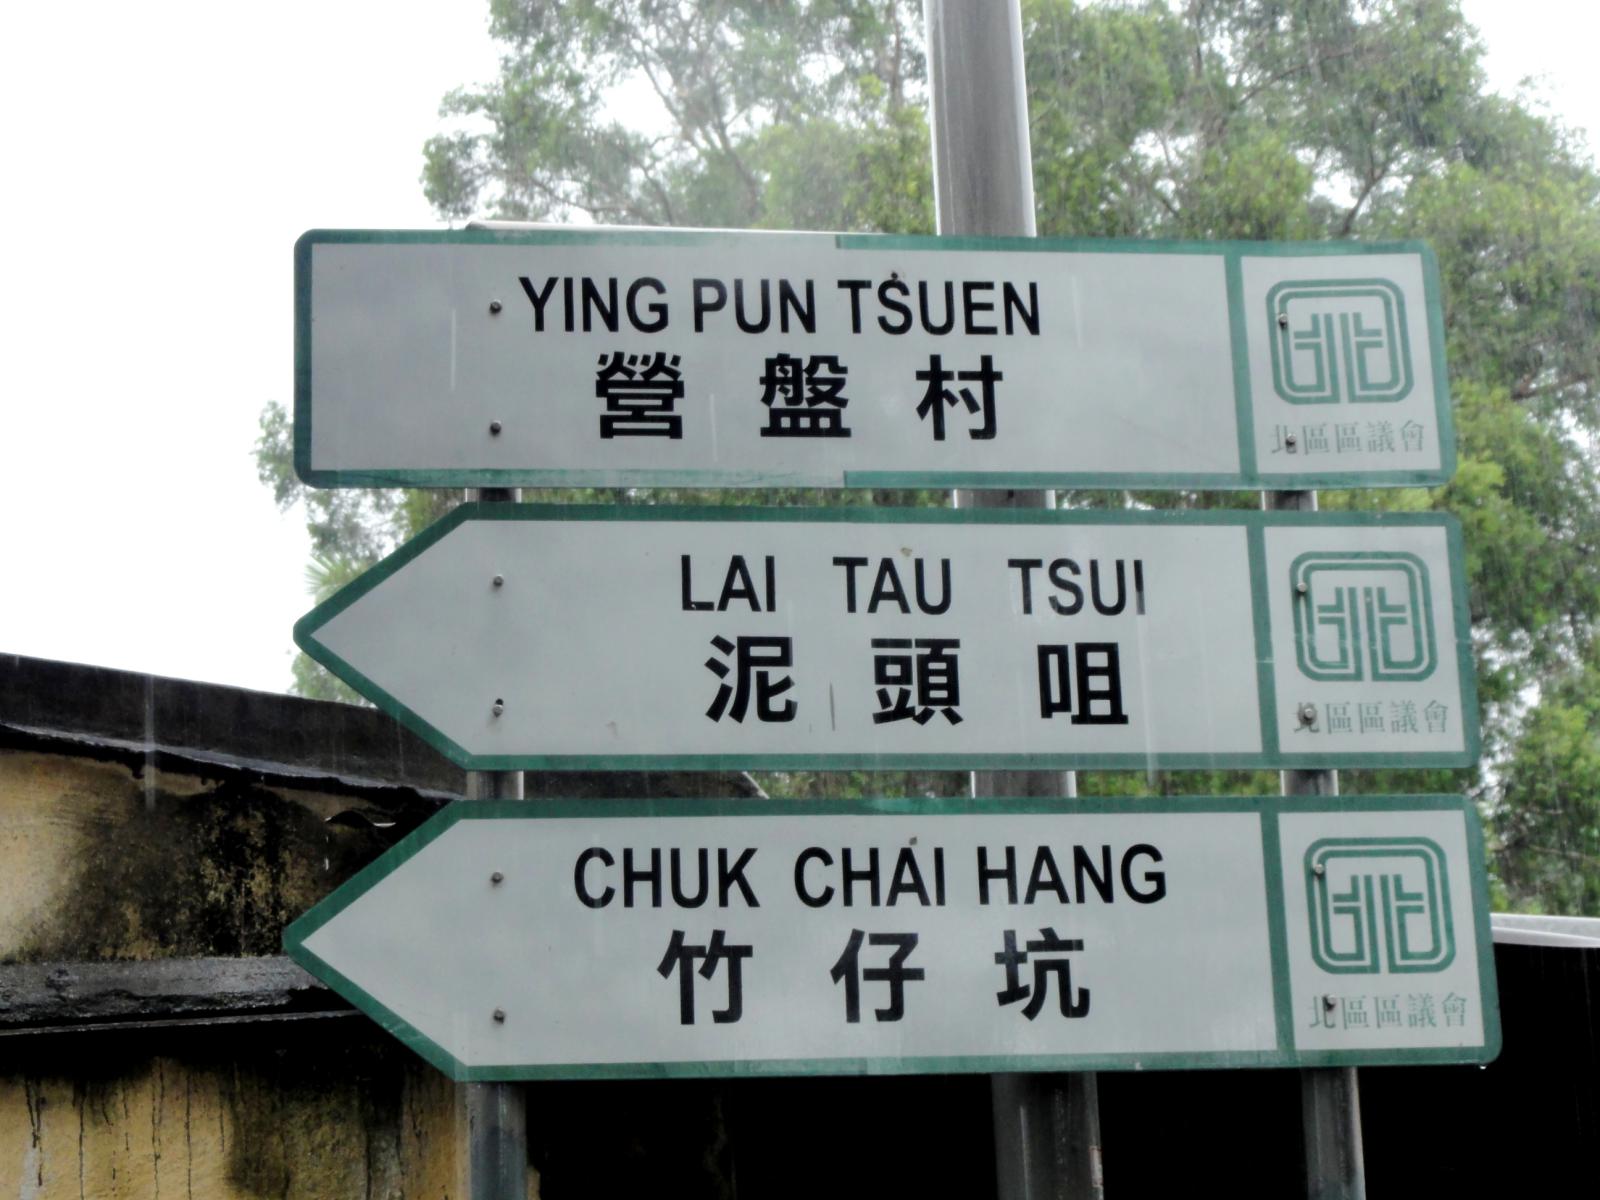 YING PUN TSUEN
營盤村
北區區議會
LAI TAU TSUI
泥頭咀
北區區議會
CHUK CHAI HANG
竹仔坑
北區區議會